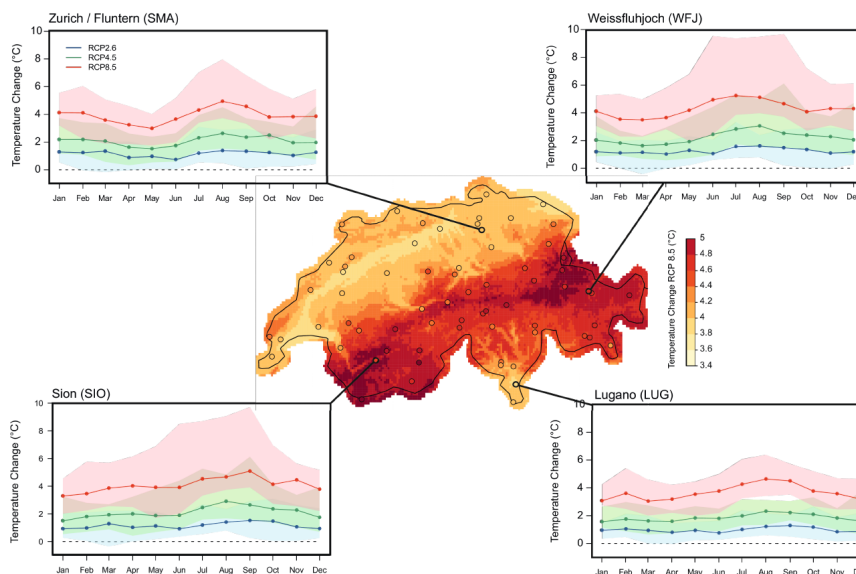 Zurich / Fluntern (SMA)
Temperature Change (°C)
10
8
6
4
2
0
RCP2.6
RCP4.5
RCP8.5
Jan Feb Mar Apr May Jun Jul Aug Sep Oct Nov Dec
Weissfluhjoch (WFJ)
Temperature Change (°C)
10
8
6
4
2
0
Jan Feb Mar Apr May Jun Jul Aug Sep Oct Nov Dec
Temperature Change RCP 8.5 (°C)
5
4.8
4.6
4.4
4.2
4
3.8
3.6
3.4
Sion (SIO)
Temperature Change (°C)
10
8
6
4
2
0
Jan Feb Mar Apr May Jun Jul Aug Sep Oct Nov Dec
Lugano (LUG)
Temperature Change (°C)
10
8
6
4
2
0
Jan Feb Mar Apr May Jun Jul Aug Sep Oct Nov Dec